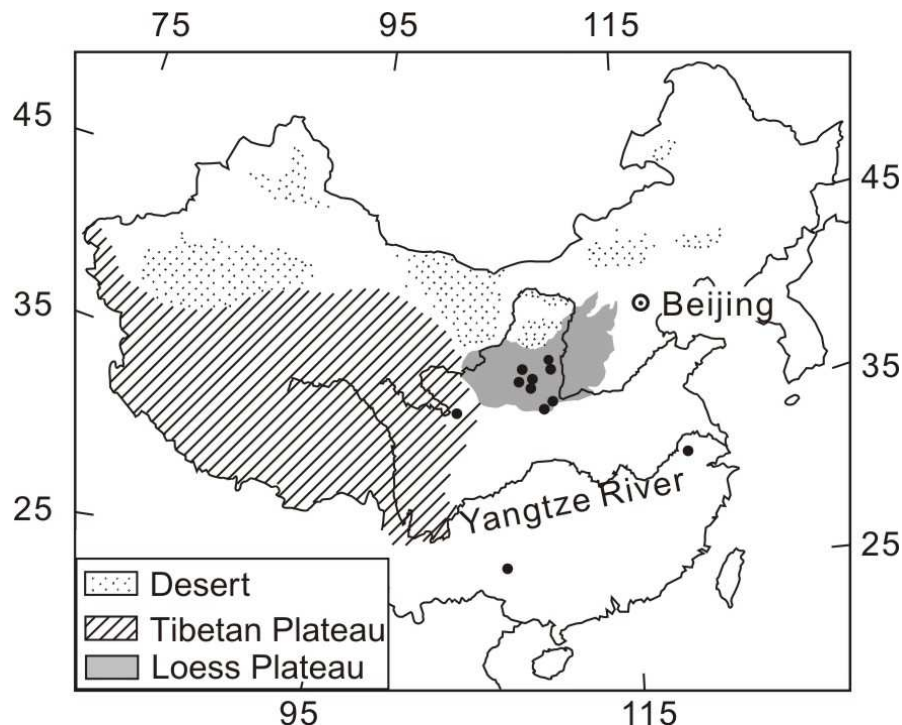 75 95 115
45
45
35
Beijing
35
25
Yangtze River
25
Desert
Tibetan Plateau
Loess Plateau
95 115